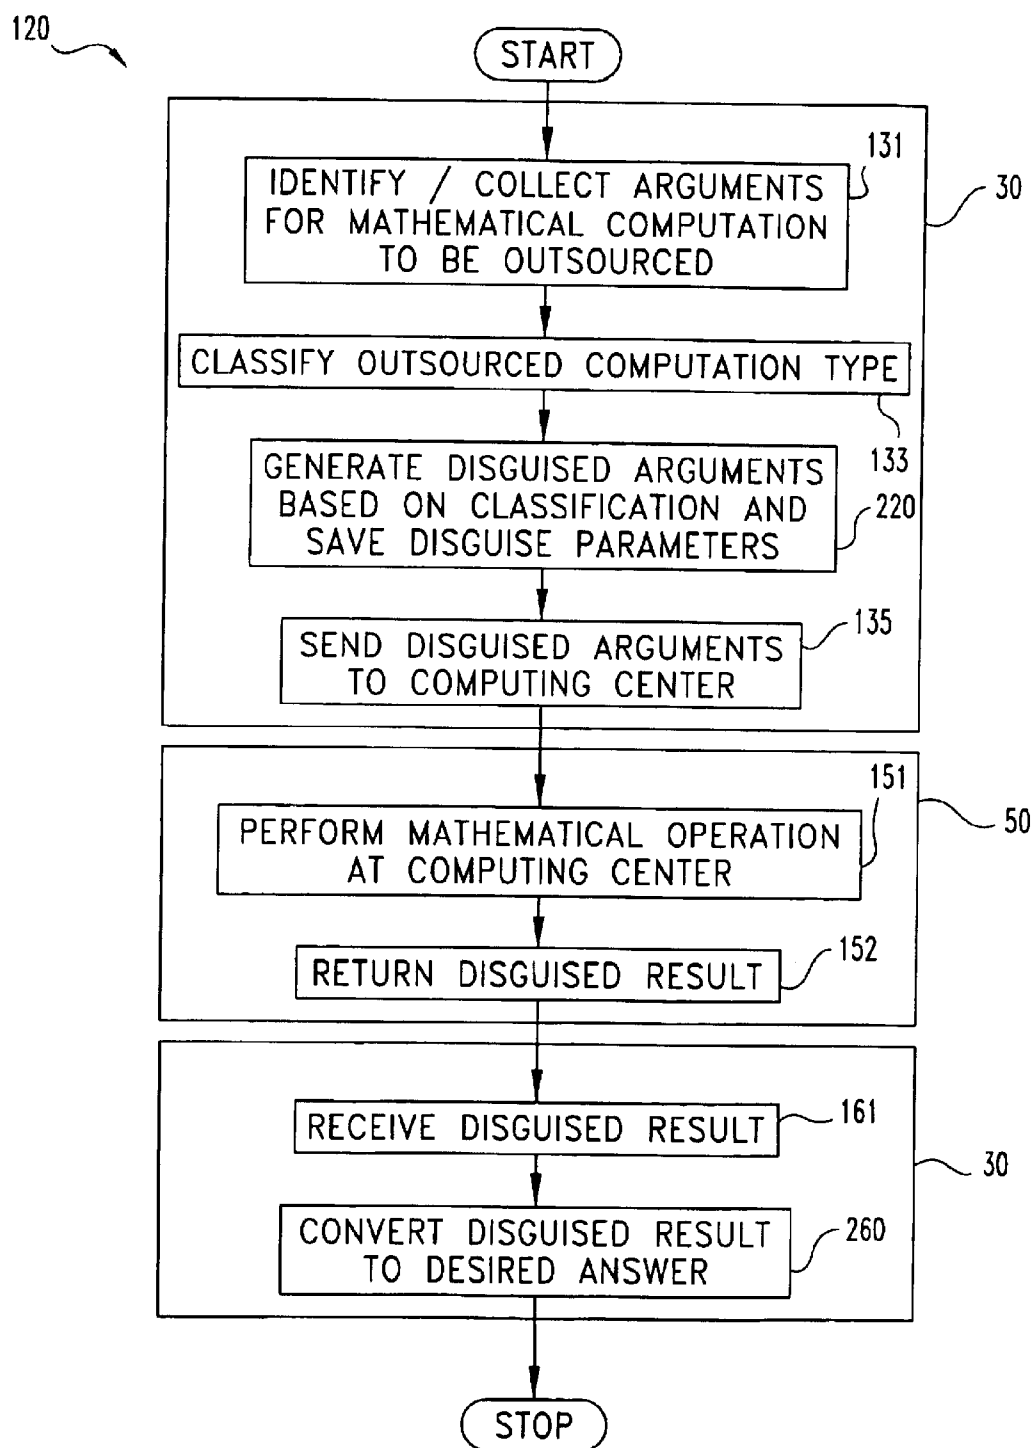 120
START
131
IDENTIFY / COLLECT ARGUMENTS
FOR MATHEMATICAL COMPUTATION
TO BE OUTSOURCED
30
CLASSIFY OUTSOURCED COMPUTATION TYPE
133
GENERATE DISGUISED ARGUMENTS
BASED ON CLASSIFICATION AND
SAVE DISGUISE PARAMETERS
220
SEND DISGUISED ARGUMENTS
TO COMPUTING CENTER
135
151
PERFORM MATHEMATICAL OPERATION
AT COMPUTING CENTER
50
RETURN DISGUISED RESULT
152
RECEIVE DISGUISED RESULT
161
30
CONVERT DISGUISED RESULT
TO DESIRED ANSWER
260
STOP